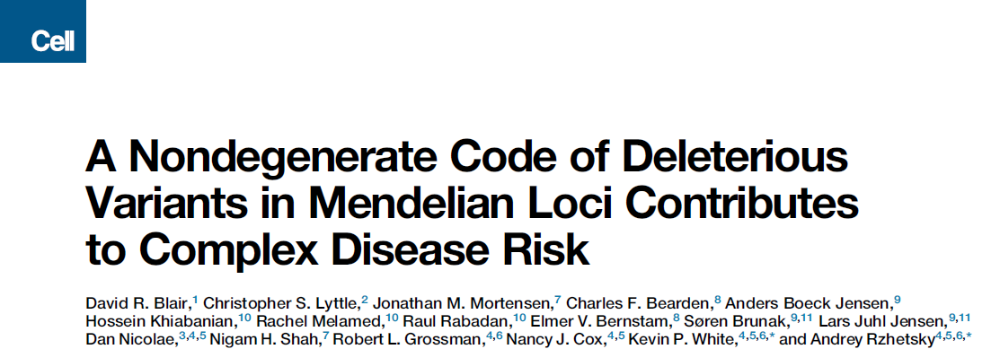 Cell
A Nondegenerate Code of Deleterious
Variants in Mendelian Loci Contributes
to Complex Disease Risk
David R. Blair,1 Christopher S. Lyttle,2 Jonathan M. Mortensen,7 Charles F. Bearden,8 Anders Boeck Jensen,9
Hossein Khiabanian,10 Rachel Melamed,10 Raul Rabadan,10 Elmer V. Bernstam,8 Søren Brunak,9,11 Lars Juhl Jensen,9,11
Dan Nicolae,3,4,5 Nigam H. Shah,7 Robert L. Grossman,4,6 Nancy J. Cox,4,5 Kevin P. White,4,5,6,* and Andrey Rzhetsky4,5,6,*